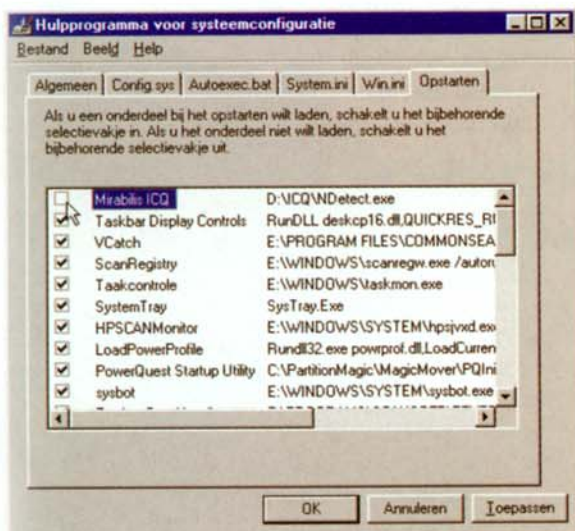 Hulpprogramma voor systeemconfiguratie
Bestand Beeld Help
Algemeen Config.sys Autoexec.bat System.ini Win.ini Opstarten
Als u een onderdeel bij het opstarten wilt laden, schakelt u het bijbehorende
selectievakje in. Als u het onderdeel niet wilt laden, schakelt u het
bijbehorende selectievakje uit.
Mirabilis ICQ D:\ICQ\NDetect.exe
Taskbar Display Controls RunDLL deskcp16.dll,QUICKRES_RU
VCatch E:\PROGRAM FILES\COMMONSEA
ScanRegistry E:\WINDOWS\scanregw.exe /autoru
Taakcontrole E:\WINDOWS\taskmon.exe
SystemTray SysTray.Exe
HPSCANMonitor E:\WINDOWS\SYSTEM\hpsjvxd.exe
LoadPowerProfile Rundll32.exe powrprof.dll,LoadCurren
PowerQuest Startup Utility C:\PartitionMagic\MagicMover\PQIni
sysbot E:\WINDOWS\SYSTEM\sysbot.exe
OK Annuleren Toepassen